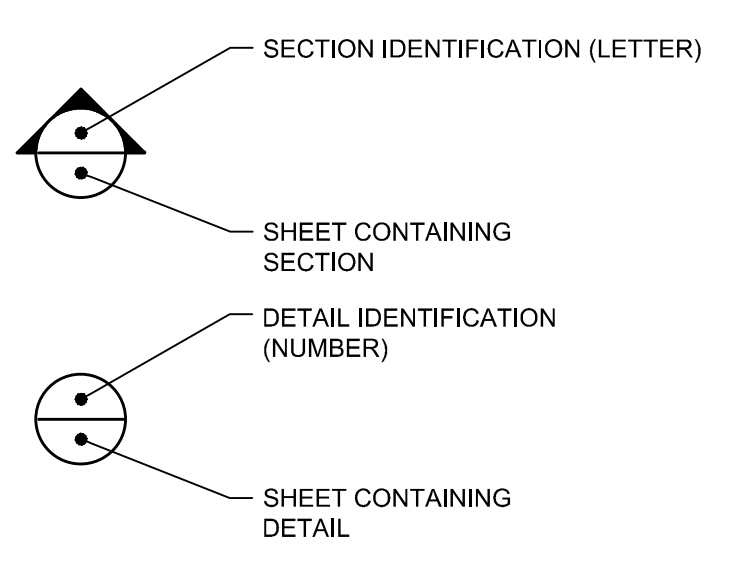 SECTION IDENTIFICATION (LETTER)
SHEET CONTAINING
SECTION
DETAIL IDENTIFICATION
(NUMBER)
SHEET CONTAINING
DETAIL